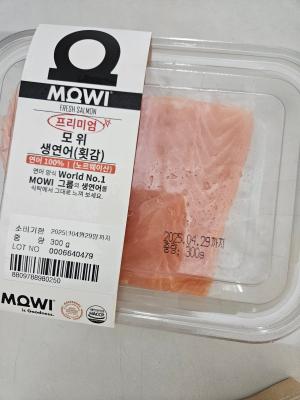 MOWI
FRESH SALMON
프리미엄
모위
생연어(횟감)
연어 100% | (노르웨이산)
연어 양식 World No.1
MOWI 그룹의 생연어를
식탁에서 그대로 느껴 보세요.
소비기한 2025년04월29일까지
중 량 300 g
LOT NO 0006640479
8809788980250
MOWI
is Goodness.
HACCP
2025.04.29까지
중량: 300g